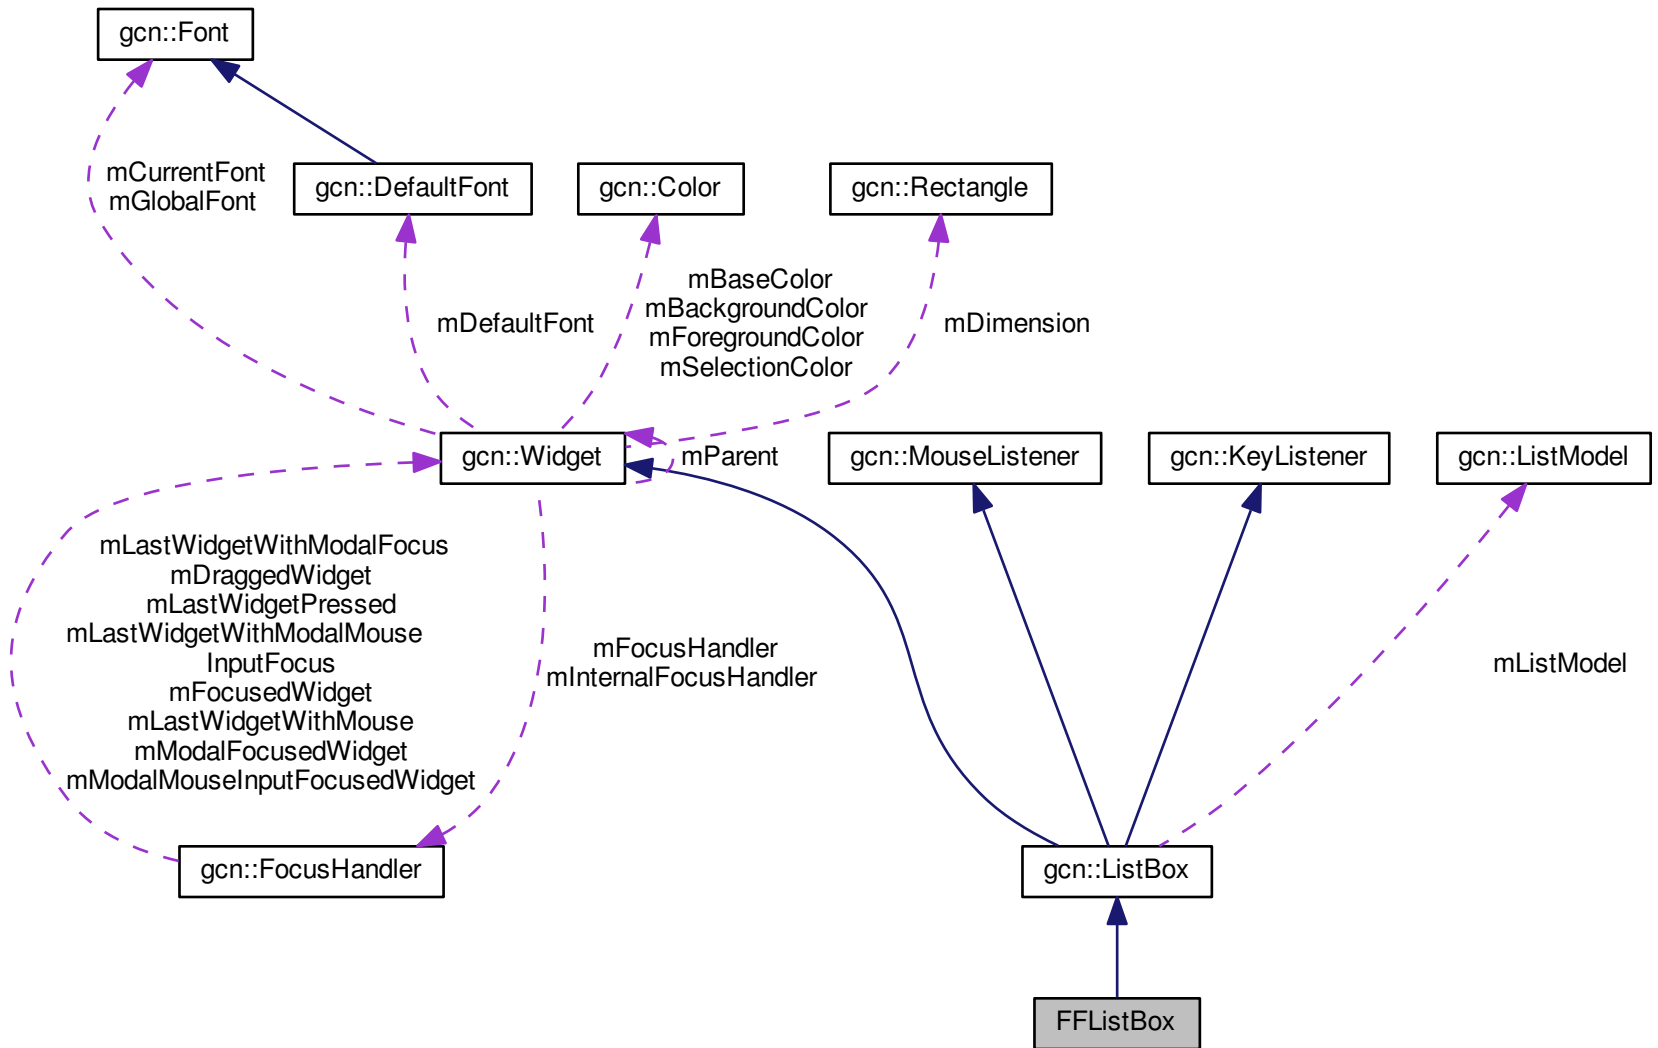 gcn::Font
mCurrentFont
mGlobalFont
gcn::DefaultFont
gcn::Color
gcn::Rectangle
mDefaultFont
mBaseColor
mBackgroundColor
mForegroundColor
mSelectionColor
mDimension
gcn::Widget
mParent
gcn::MouseListener
gcn::KeyListener
gcn::ListModel
mLastWidgetWithModalFocus
mDraggedWidget
mLastWidgetPressed
mLastWidgetWithModalMouse
InputFocus
mFocusedWidget
mLastWidgetWithMouse
mModalFocusedWidget
mModalMouseInputFocusedWidget
mFocusHandler
mInternalFocusHandler
mListModel
gcn::FocusHandler
gcn::ListBox
FFListBox